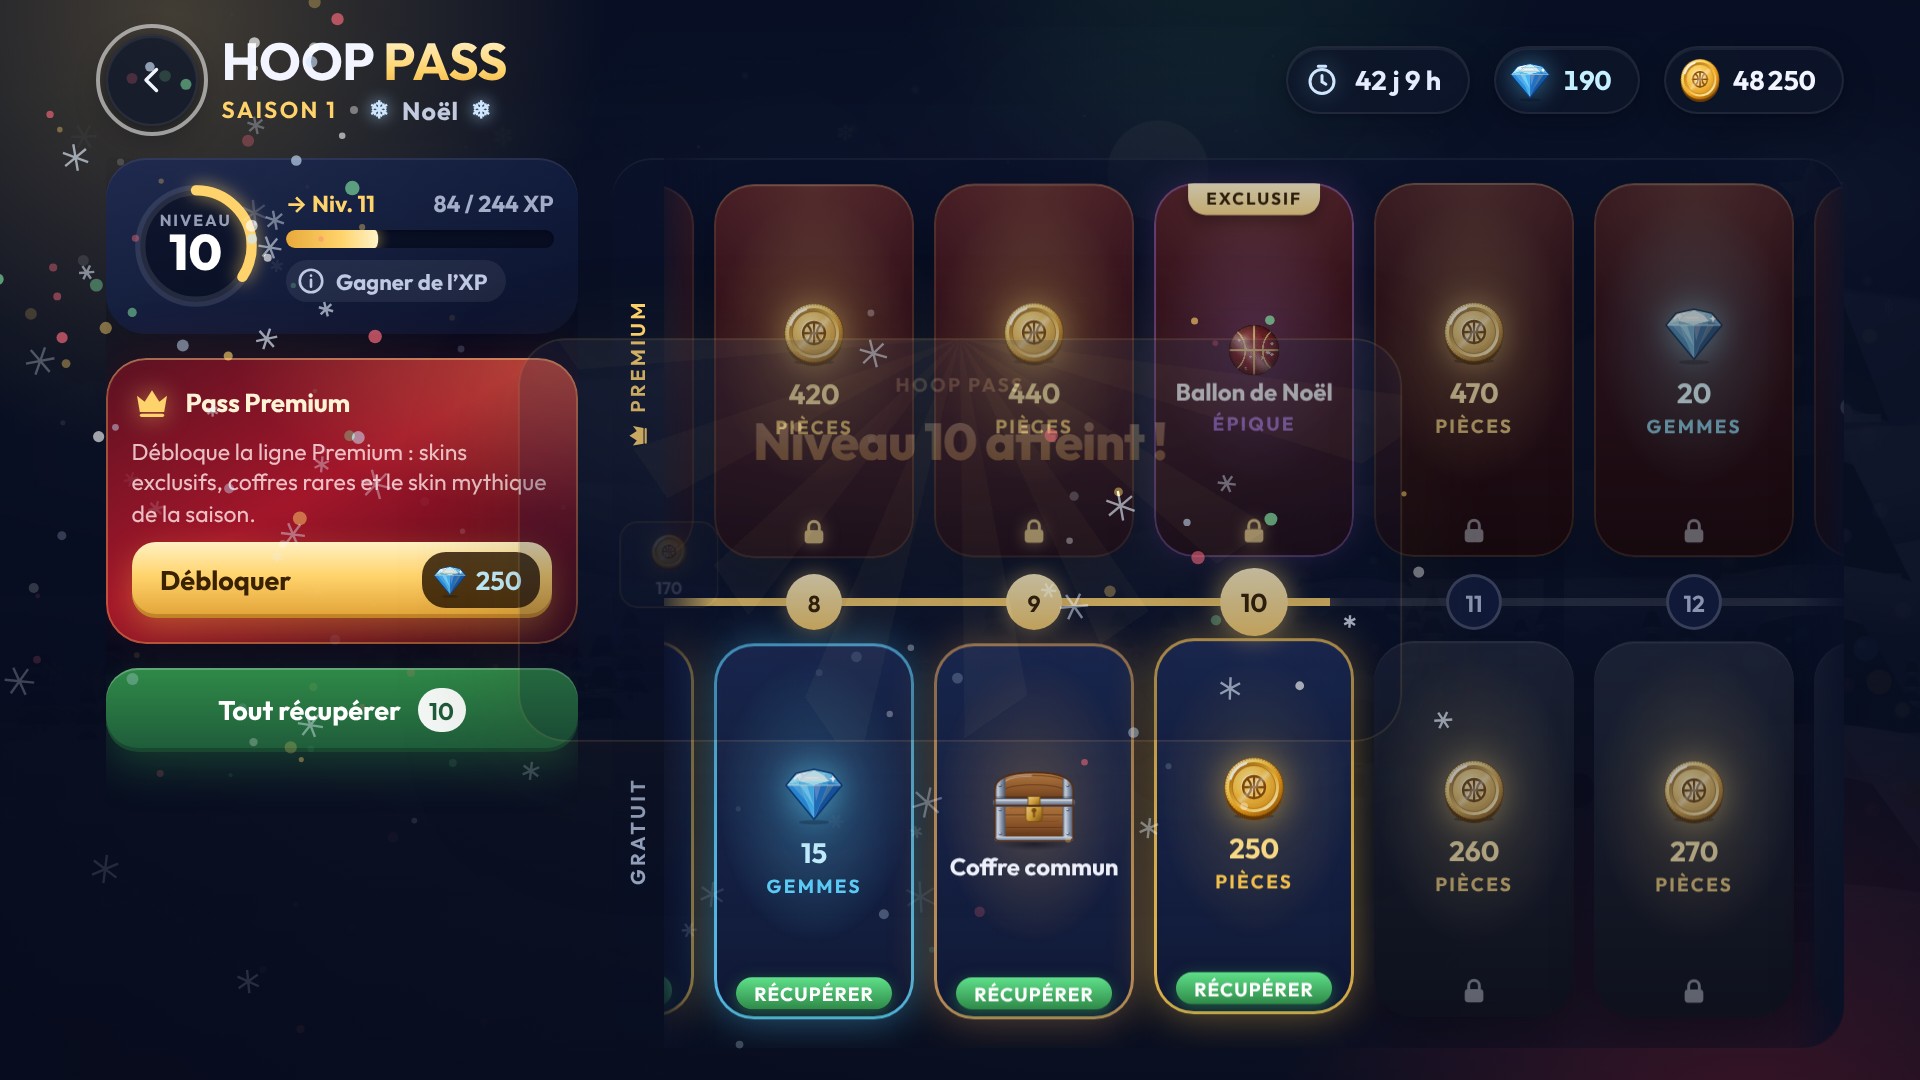 HOOP PASS
SAISON 1 • ❄ Noël ❄
42 j 9 h
190
48 250
NIVEAU
10
→ Niv. 11
84 / 244 XP
Gagner de l'XP
Pass Premium
Débloque la ligne Premium : skins
exclusifs, coffres rares et le skin mythique
de la saison.
Débloquer
250
Tout récupérer
10
PREMIUM
420
PIÈCES
440
PIÈCES
EXCLUSIF
Ballon de Noël
ÉPIQUE
470
PIÈCES
20
GEMMES
HOOP PASS
Niveau 10 atteint !
170
8
9
10
11
12
GRATUIT
15
GEMMES
RÉCUPÉRER
Coffre commun
RÉCUPÉRER
250
PIÈCES
RÉCUPÉRER
260
PIÈCES
270
PIÈCES